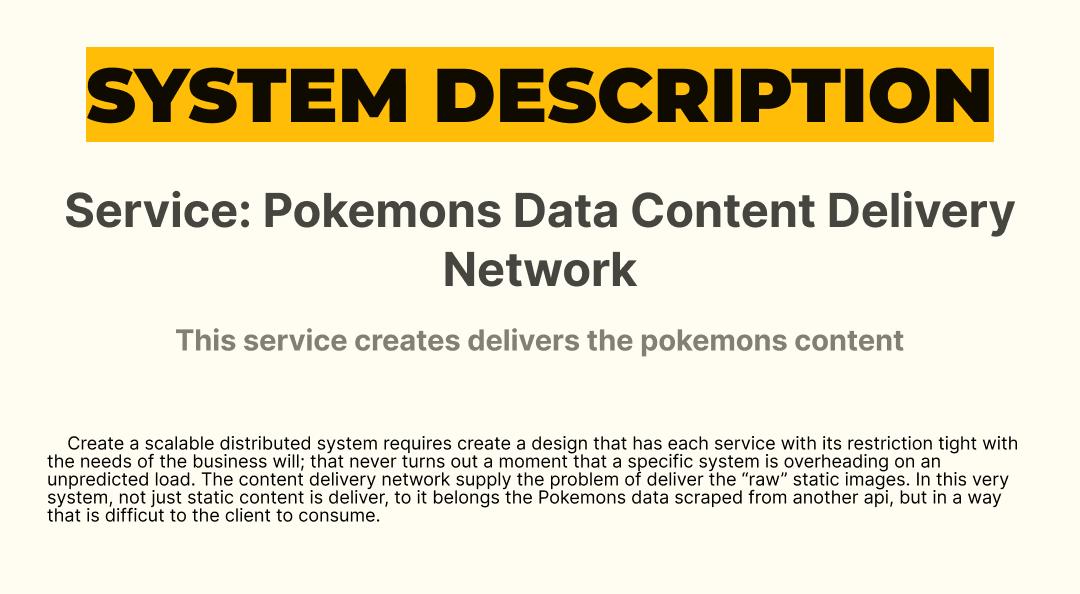 SYSTEM DESCRIPTION
Service: Pokemons Data Content Delivery
Network
This service creates delivers the pokemons content
Create a scalable distributed system requires create a design that has each service with its restriction tight with
the needs of the business will; that never turns out a moment that a specific system is overheading on an
unpredicted load. The content delivery network supply the problem of deliver the “raw” static images. In this very
system, not just static content is deliver, to it belongs the Pokemons data scraped from another api, but in a way
that is difficut to the client to consume.